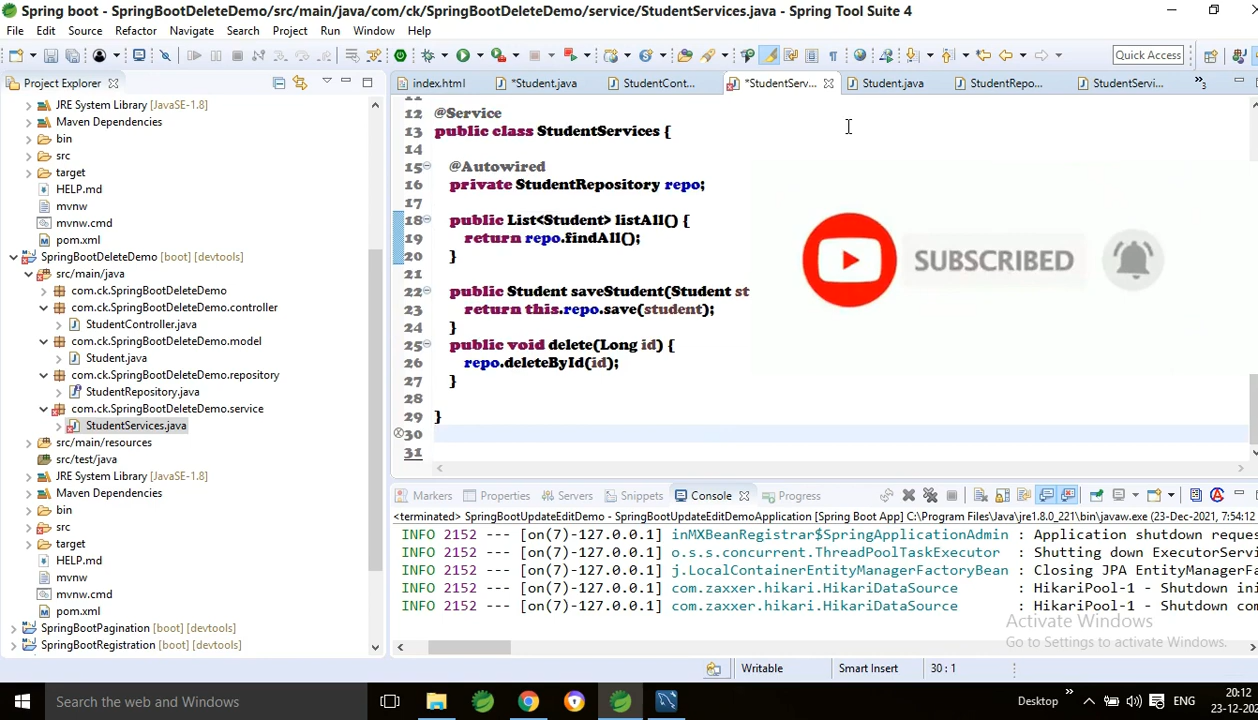 Spring boot - SpringBootDeleteDemo/src/main/java/com/ck/SpringBootDeleteDemo/service/StudentServices.java - Spring Tool Suite 4
File Edit Source Refactor Navigate Search Project Run Window Help
Quick Access
Project Explorer
index.html *Student.java StudentCont... *StudentServ... Student.java StudentRepo... StudentServi... »3
JRE System Library [JavaSE-1.8]
Maven Dependencies
bin
src
target
HELP.md
mvnw
mvnw.cmd
pom.xml
SpringBootDeleteDemo [boot] [devtools]
src/main/java
com.ck.SpringBootDeleteDemo
com.ck.SpringBootDeleteDemo.controller
StudentController.java
com.ck.SpringBootDeleteDemo.model
Student.java
com.ck.SpringBootDeleteDemo.repository
StudentRepository.java
com.ck.SpringBootDeleteDemo.service
StudentServices.java
src/main/resources
src/test/java
JRE System Library [JavaSE-1.8]
Maven Dependencies
bin
src
target
HELP.md
mvnw
mvnw.cmd
pom.xml
SpringBootPagination [boot] [devtools]
SpringBootRegistration [boot] [devtools]
12 @Service
13 public class StudentServices {
14
15 @Autowired
16 private StudentRepository repo;
17
18 public List<Student> listAll() {
19 return repo.findAll();
20 }
21
22 public Student saveStudent(Student st
23 return this.repo.save(student);
24 }
25 public void delete(Long id) {
26 repo.deleteById(id);
27 }
28
29 }
30
31
SUBSCRIBED
Markers Properties Servers Snippets Console Progress
<terminated> SpringBootUpdateEditDemo - SpringBootUpdateEditDemoApplication [Spring Boot App] C:\Program Files\Java\jre1.8.0_221\bin\javaw.exe (23-Dec-2021, 7:54:12
INFO 2152 --- [on(7)-127.0.0.1] inMXBeanRegistrar$SpringApplicationAdmin : Application shutdown reques
INFO 2152 --- [on(7)-127.0.0.1] o.s.s.concurrent.ThreadPoolTaskExecutor : Shutting down ExecutorServi
INFO 2152 --- [on(7)-127.0.0.1] j.LocalContainerEntityManagerFactoryBean : Closing JPA EntityManagerFa
INFO 2152 --- [on(7)-127.0.0.1] com.zaxxer.hikari.HikariDataSource : HikariPool-1 - Shutdown ini
INFO 2152 --- [on(7)-127.0.0.1] com.zaxxer.hikari.HikariDataSource : HikariPool-1 - Shutdown com
Activate Windows
Go to Settings to activate Windows.
Writable Smart Insert 30 : 1
Search the web and Windows
Desktop » ENG
20:12
23-12-20